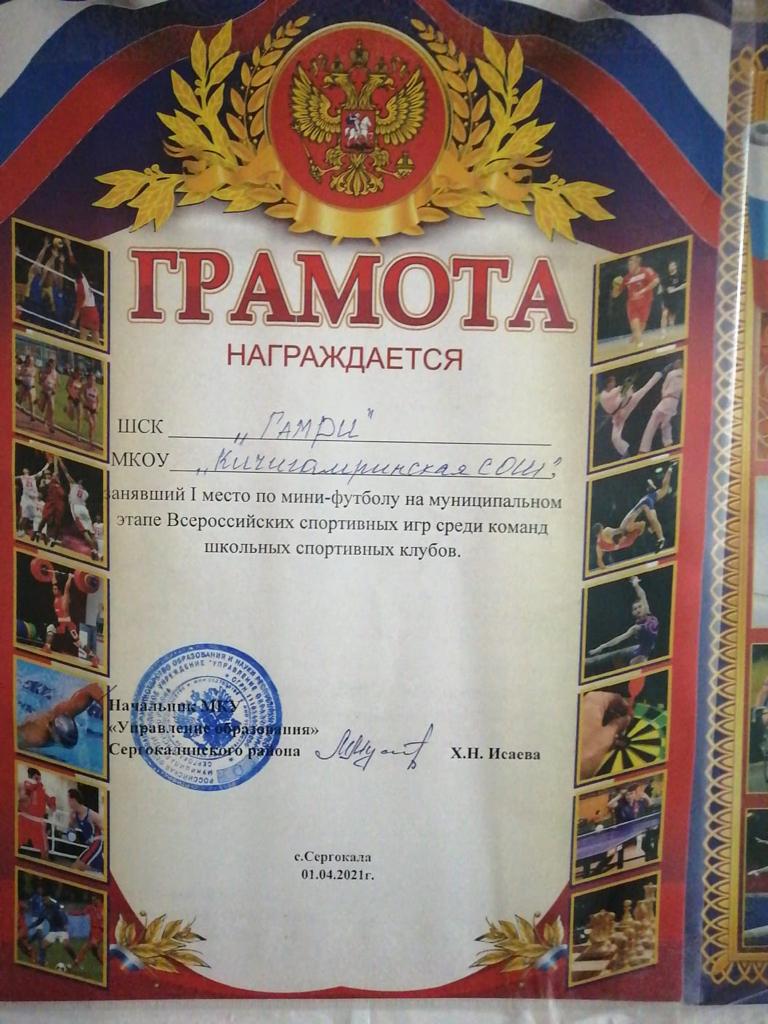 ГРАМОТА
НАГРАЖДАЕТСЯ
ШСК „Гамри"
МКОУ „Кичигамринская СОШ",
занявший I место по мини-футболу на муниципальном
этапе Всероссийских спортивных игр среди команд
школьных спортивных клубов.
Начальник МКУ
«Управление образования»
Сергокалинского района Х.Н. Исаева
с.Сергокала
01.04.2021г.